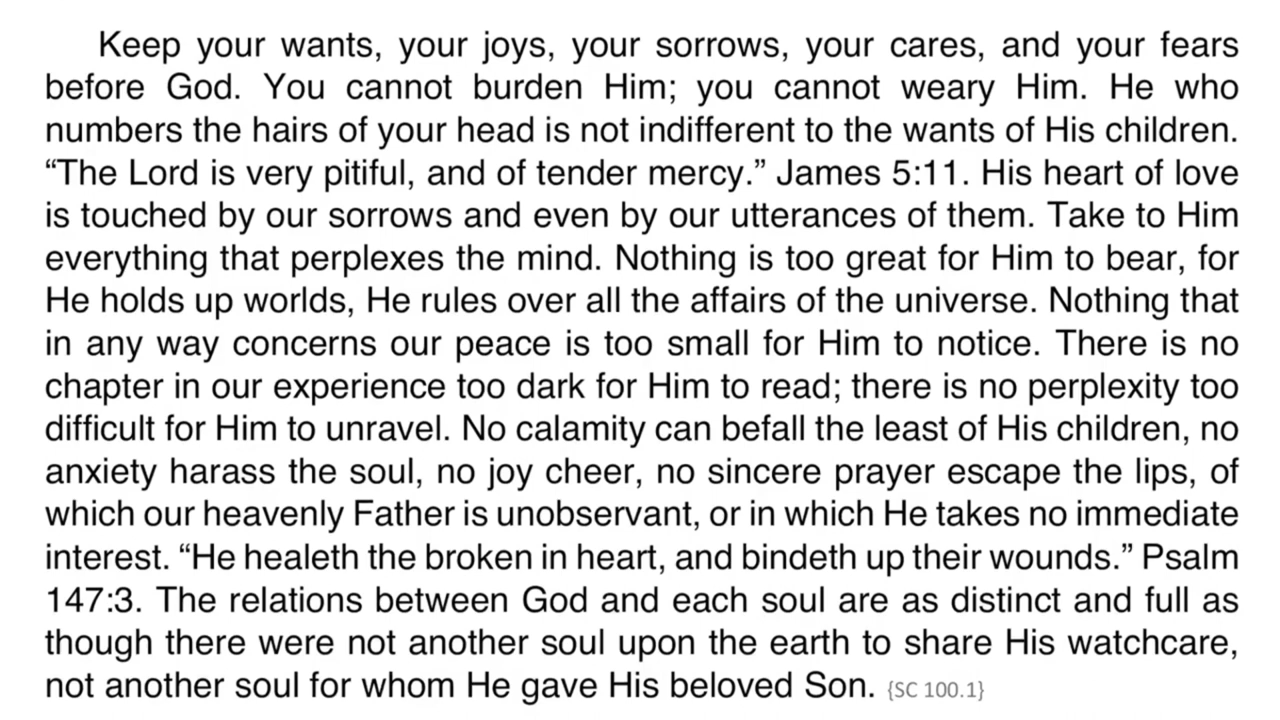 Keep your wants, your joys, your sorrows, your cares, and your fears
before God. You cannot burden Him; you cannot weary Him. He who
numbers the hairs of your head is not indifferent to the wants of His children.
“The Lord is very pitiful, and of tender mercy.” James 5:11. His heart of love
is touched by our sorrows and even by our utterances of them. Take to Him
everything that perplexes the mind. Nothing is too great for Him to bear, for
He holds up worlds, He rules over all the affairs of the universe. Nothing that
in any way concerns our peace is too small for Him to notice. There is no
chapter in our experience too dark for Him to read; there is no perplexity too
difficult for Him to unravel. No calamity can befall the least of His children, no
anxiety harass the soul, no joy cheer, no sincere prayer escape the lips, of
which our heavenly Father is unobservant, or in which He takes no immediate
interest. “He healeth the broken in heart, and bindeth up their wounds.” Psalm
147:3. The relations between God and each soul are as distinct and full as
though there were not another soul upon the earth to share His watchcare,
not another soul for whom He gave His beloved Son. {SC 100.1}